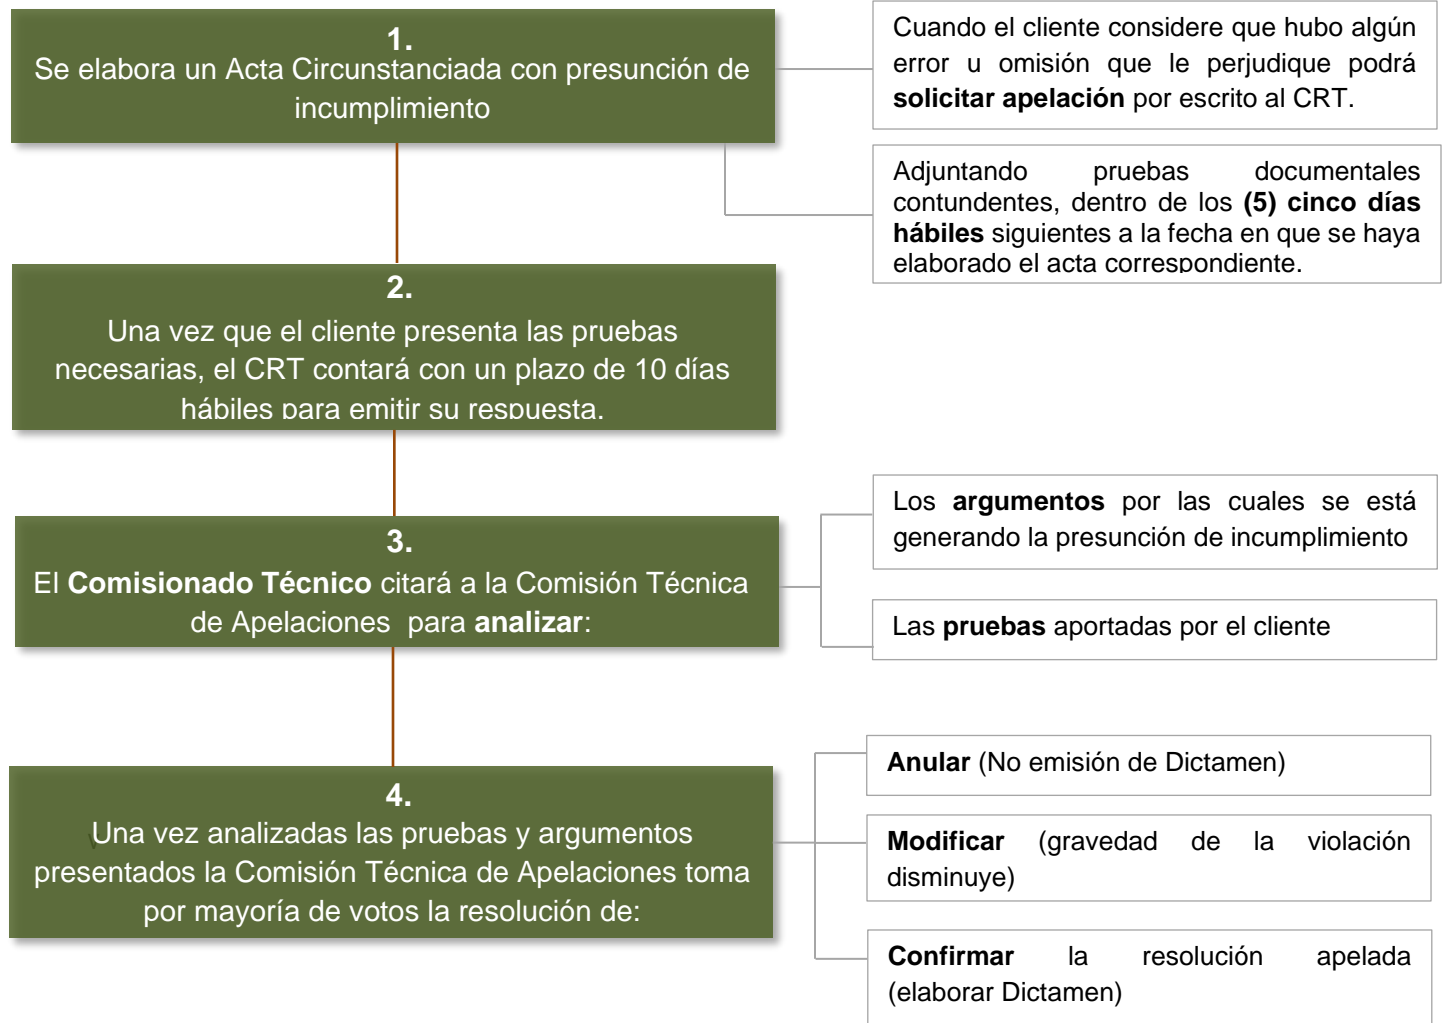 1.
Se elabora un Acta Circunstanciada con presunción de
incumplimiento
Cuando el cliente considere que hubo algún
error u omisión que le perjudique podrá
solicitar apelación por escrito al CRT.
Adjuntando pruebas documentales
contundentes, dentro de los (5) cinco días
hábiles siguientes a la fecha en que se haya
elaborado el acta correspondiente.
2.
Una vez que el cliente presenta las pruebas
necesarias, el CRT contará con un plazo de 10 días
hábiles para emitir su respuesta.
3.
El Comisionado Técnico citará a la Comisión Técnica
de Apelaciones para analizar:
Los argumentos por las cuales se está
generando la presunción de incumplimiento
Las pruebas aportadas por el cliente
4.
Una vez analizadas las pruebas y argumentos
presentados la Comisión Técnica de Apelaciones toma
por mayoría de votos la resolución de:
Anular (No emisión de Dictamen)
Modificar (gravedad de la violación
disminuye)
Confirmar la resolución apelada
(elaborar Dictamen)